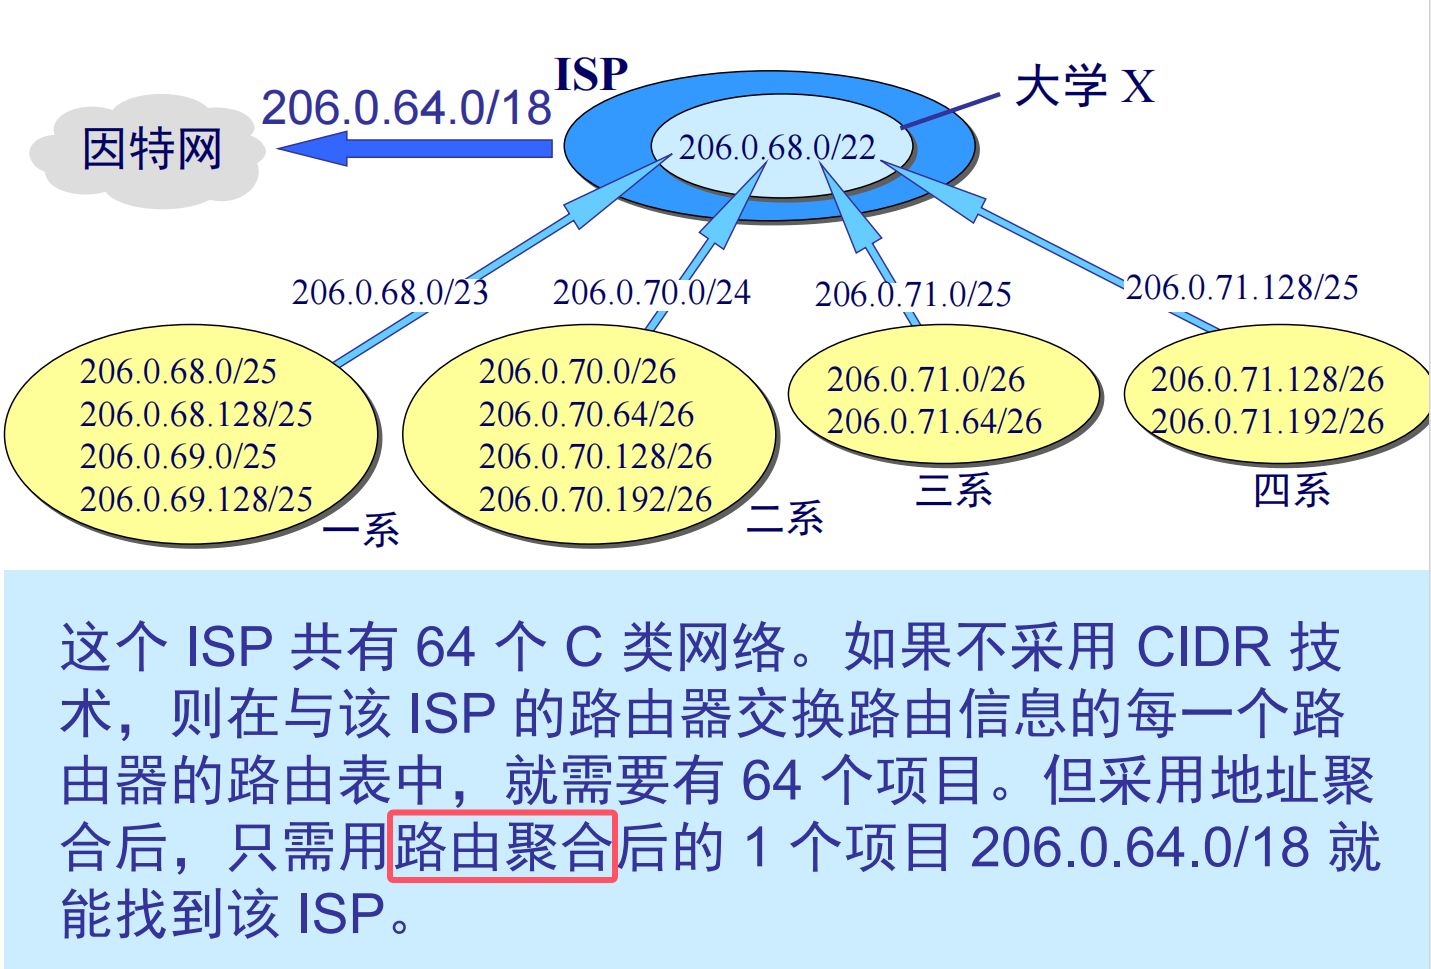 ISP
大学 X
206.0.64.0/18
因特网
206.0.68.0/22
206.0.68.0/23
206.0.70.0/24
206.0.71.0/25
206.0.71.128/25
206.0.68.0/25
206.0.68.128/25
206.0.69.0/25
206.0.69.128/25
一系
206.0.70.0/26
206.0.70.64/26
206.0.70.128/26
206.0.70.192/26
二系
206.0.71.0/26
206.0.71.64/26
三系
206.0.71.128/26
206.0.71.192/26
四系
这个 ISP 共有 64 个 C 类网络。如果不采用 CIDR 技
术，则在与该 ISP 的路由器交换路由信息的每一个路
由器的路由表中，就需要有 64 个项目。但采用地址聚
合后，只需用路由聚合后的 1 个项目 206.0.64.0/18 就
能找到该 ISP。